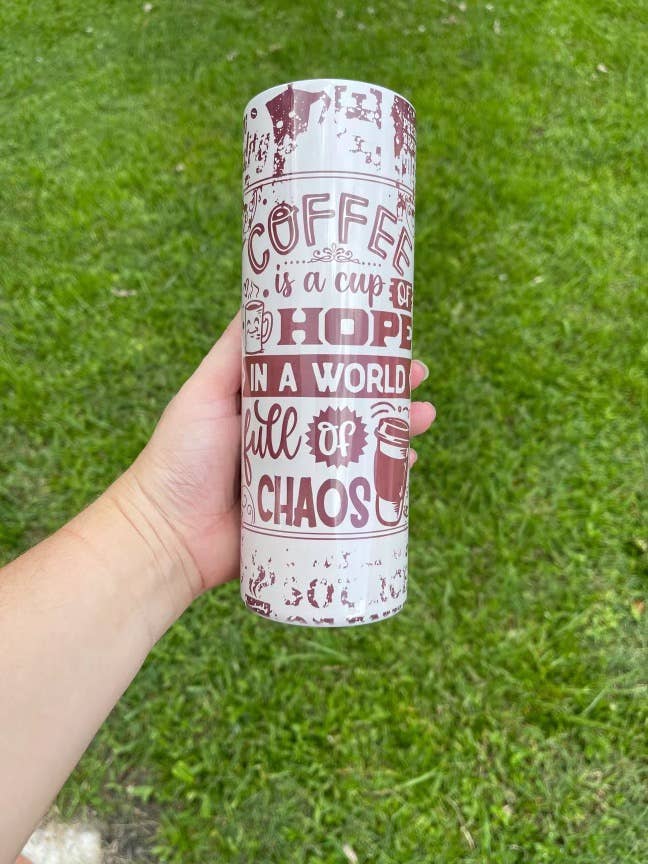 COFFEE
is a cup OF
HOPE
IN A WORLD
full OF
CHAOS